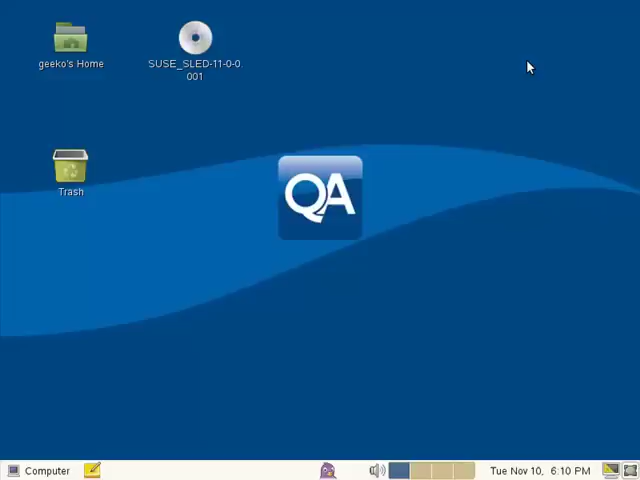 geeko's Home
SUSE_SLED-11-0-0.
001
Trash
QA
Computer
Tue Nov 10, 6:10 PM